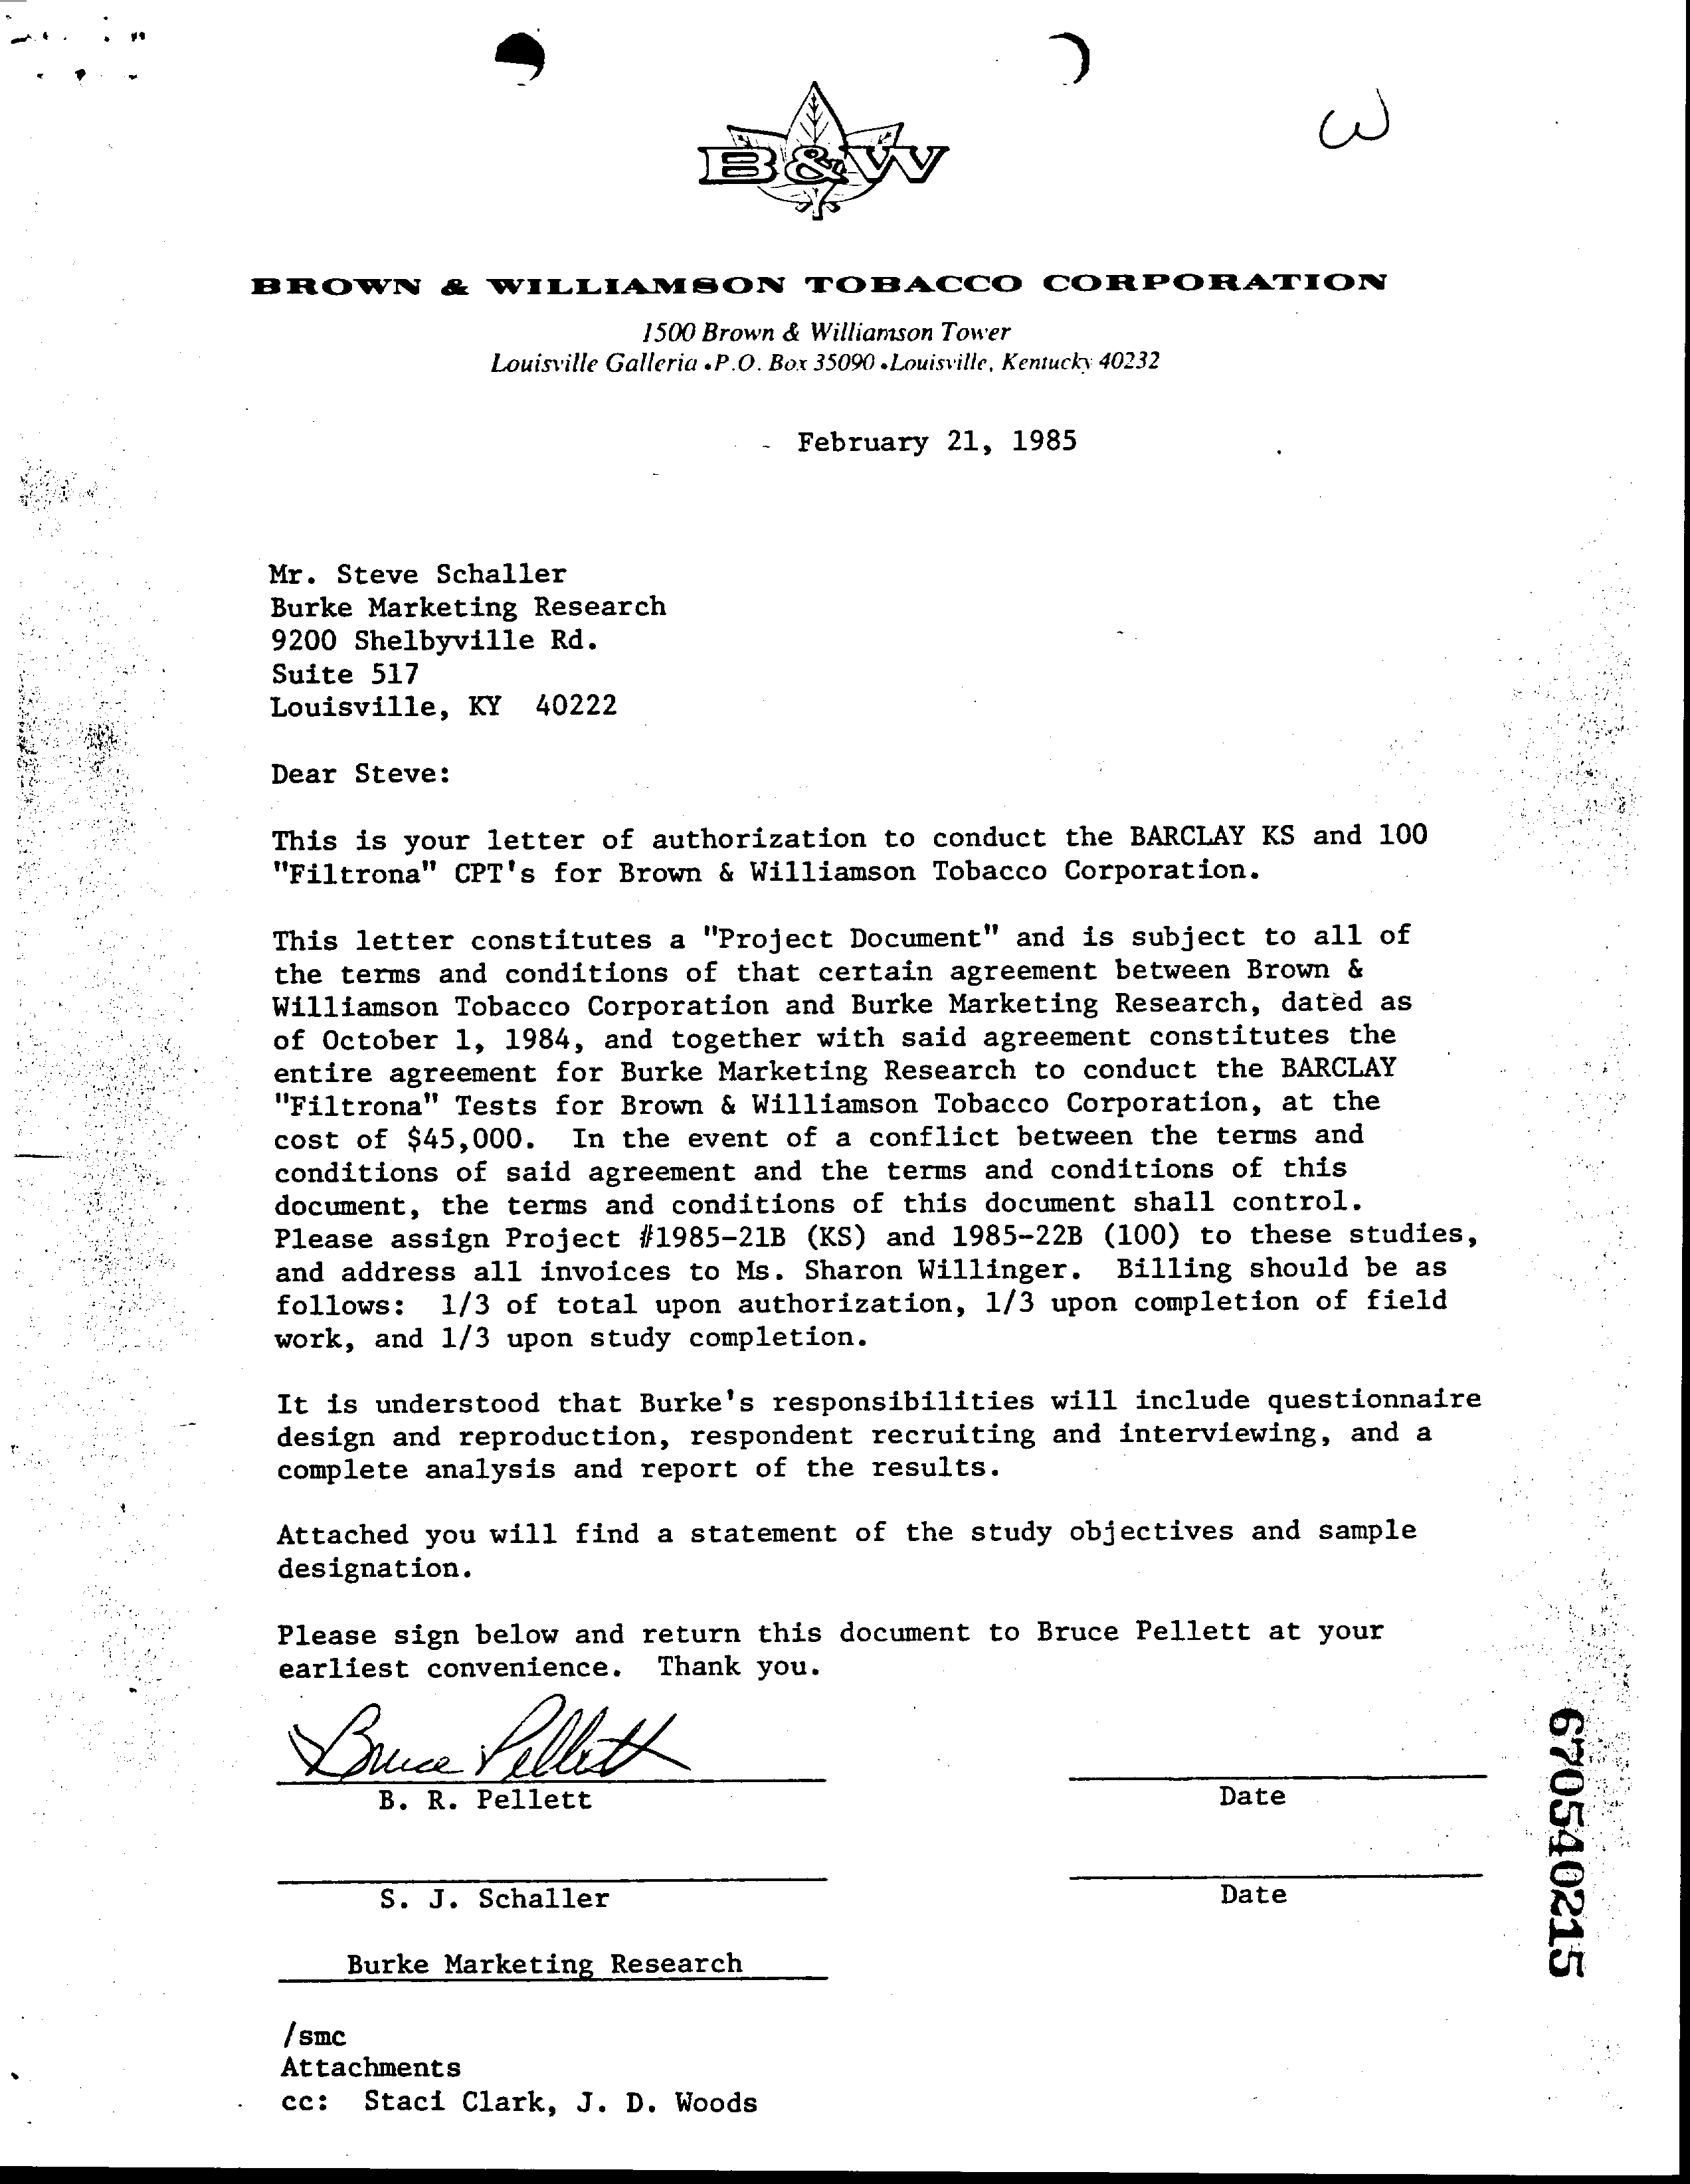 B&W
BROWN & WILLIAMSON TOBACCO CORPORATION
1500 Brown & Williamson Tower
Louisville Galleria • P.O. Box 35090 • Louisville, Kentucky 40232
February 21, 1985
Mr. Steve Schaller
Burke Marketing Research
9200 Shelbyville Rd.
Suite 517
Louisville, KY  40222
Dear Steve:
This is your letter of authorization to conduct the BARCLAY KS and 100
"Filtrona" CPT's for Brown & Williamson Tobacco Corporation.
This letter constitutes a "Project Document" and is subject to all of
the terms and conditions of that certain agreement between Brown &
Williamson Tobacco Corporation and Burke Marketing Research, dated as
of October 1, 1984, and together with said agreement constitutes the
entire agreement for Burke Marketing Research to conduct the BARCLAY
"Filtrona" Tests for Brown & Williamson Tobacco Corporation, at the
cost of $45,000.  In the event of a conflict between the terms and
conditions of said agreement and the terms and conditions of this
document, the terms and conditions of this document shall control.
Please assign Project #1985-21B (KS) and 1985-22B (100) to these studies,
and address all invoices to Ms. Sharon Willinger.  Billing should be as
follows:  1/3 of total upon authorization, 1/3 upon completion of field
work, and 1/3 upon study completion.
It is understood that Burke's responsibilities will include questionnaire
design and reproduction, respondent recruiting and interviewing, and a
complete analysis and report of the results.
Attached you will find a statement of the study objectives and sample
designation.
Please sign below and return this document to Bruce Pellett at your
earliest convenience.  Thank you.
Bruce Pellett
B. R. Pellett
Date
S. J. Schaller
Date
Burke Marketing Research
/smc
Attachments
cc:  Staci Clark, J. D. Woods
670540215